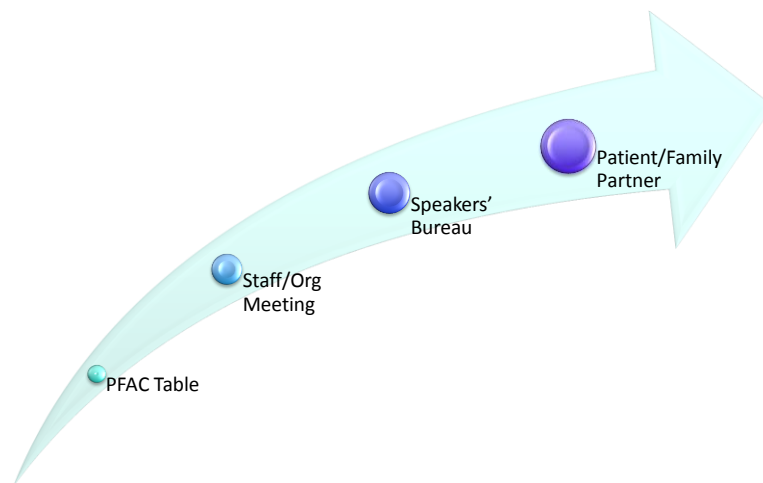 Patient/Family
Partner
Speakers’
Bureau
Staff/Org
Meeting
PFAC Table